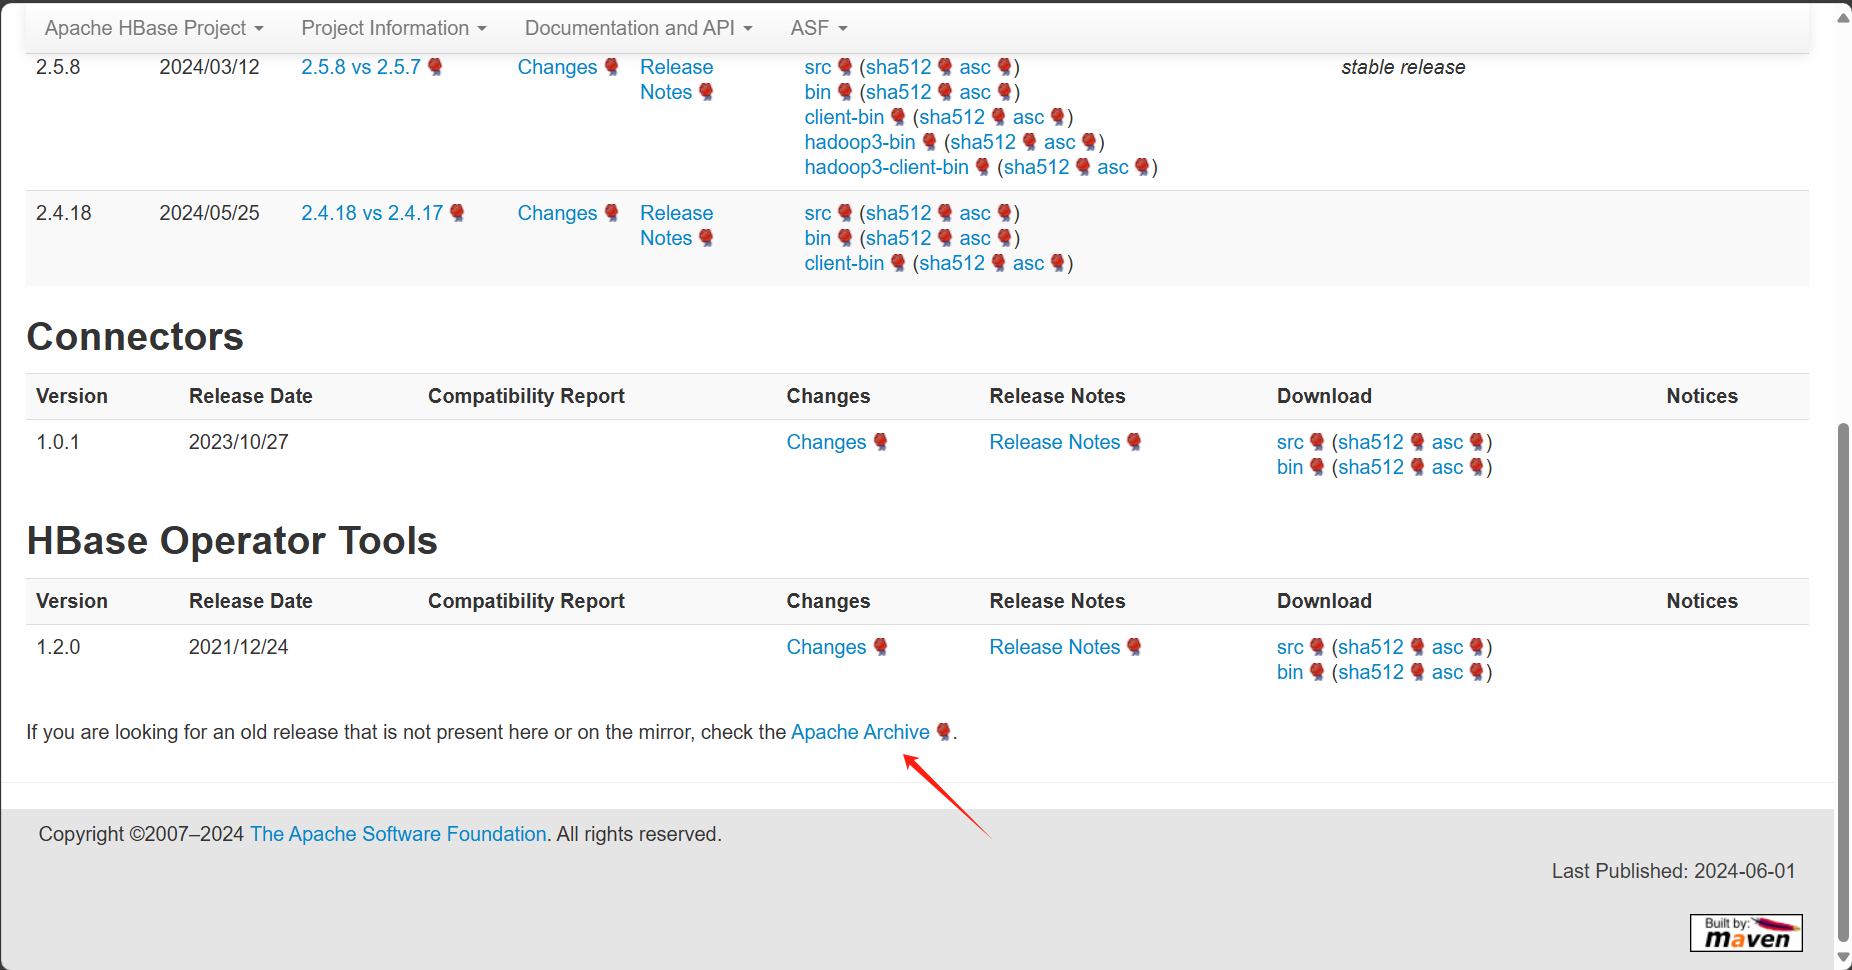 Apache HBase Project Project Information Documentation and API ASF
2.5.8 2024/03/12 2.5.8 vs 2.5.7 Changes Release src (sha512 asc) stable release
Notes bin (sha512 asc)
client-bin (sha512 asc)
hadoop3-bin (sha512 asc)
hadoop3-client-bin (sha512 asc)
2.4.18 2024/05/25 2.4.18 vs 2.4.17 Changes Release src (sha512 asc)
Notes bin (sha512 asc)
client-bin (sha512 asc)
Connectors
Version Release Date Compatibility Report Changes Release Notes Download Notices
1.0.1 2023/10/27 Changes Release Notes src (sha512 asc)
bin (sha512 asc)
HBase Operator Tools
Version Release Date Compatibility Report Changes Release Notes Download Notices
1.2.0 2021/12/24 Changes Release Notes src (sha512 asc)
bin (sha512 asc)
If you are looking for an old release that is not present here or on the mirror, check the Apache Archive.
Copyright ©2007–2024 The Apache Software Foundation. All rights reserved.
Last Published: 2024-06-01
Built by:
maven